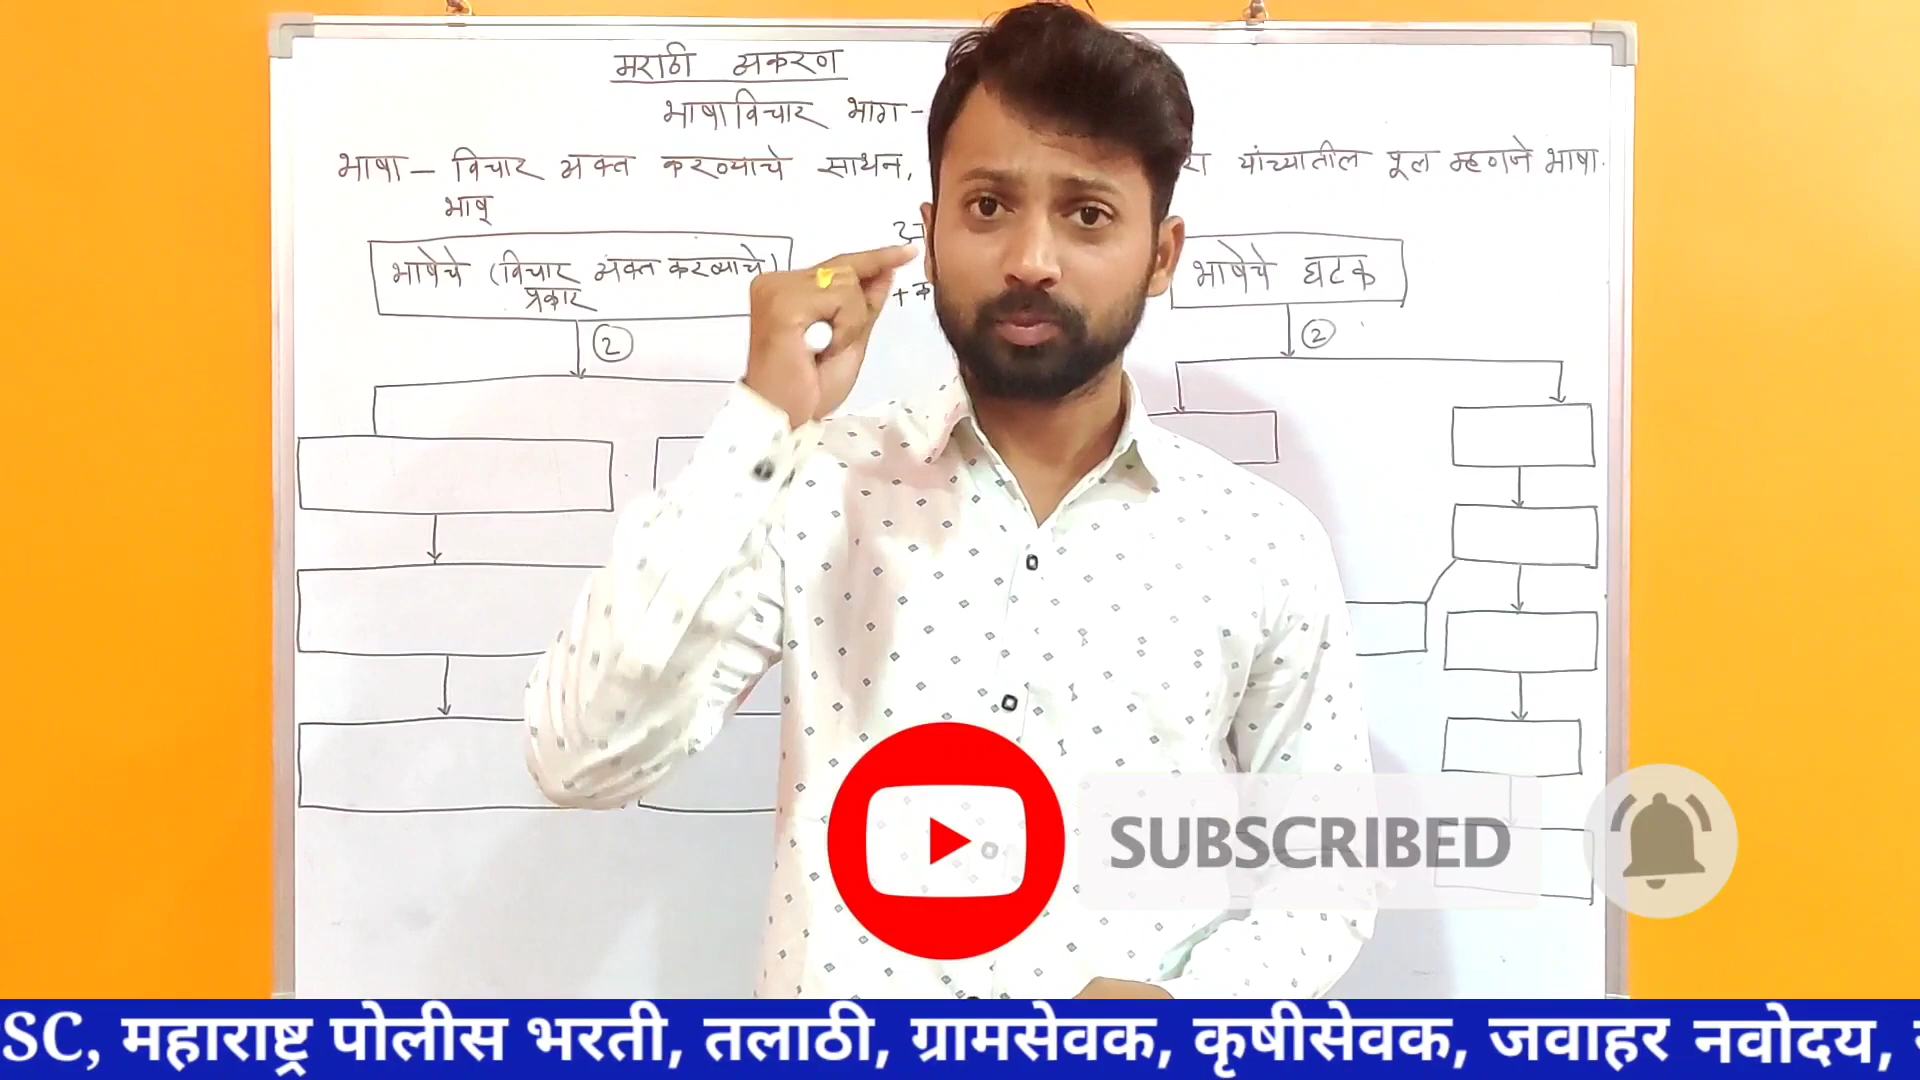 मराठी व्याकरण
भाषाविचार भाग -
भाषा — विचार व्यक्त करण्याचे साधन, यांच्यातील पूल म्हणजे भाषा.
भाष्
भाषेचे (विचार व्यक्त करण्याचे)
प्रकार
भाषेचे घटक
2
2
SUBSCRIBED
SC, महाराष्ट्र पोलीस भरती, तलाठी, ग्रामसेवक, कृषीसेवक, जवाहर नवोदय,